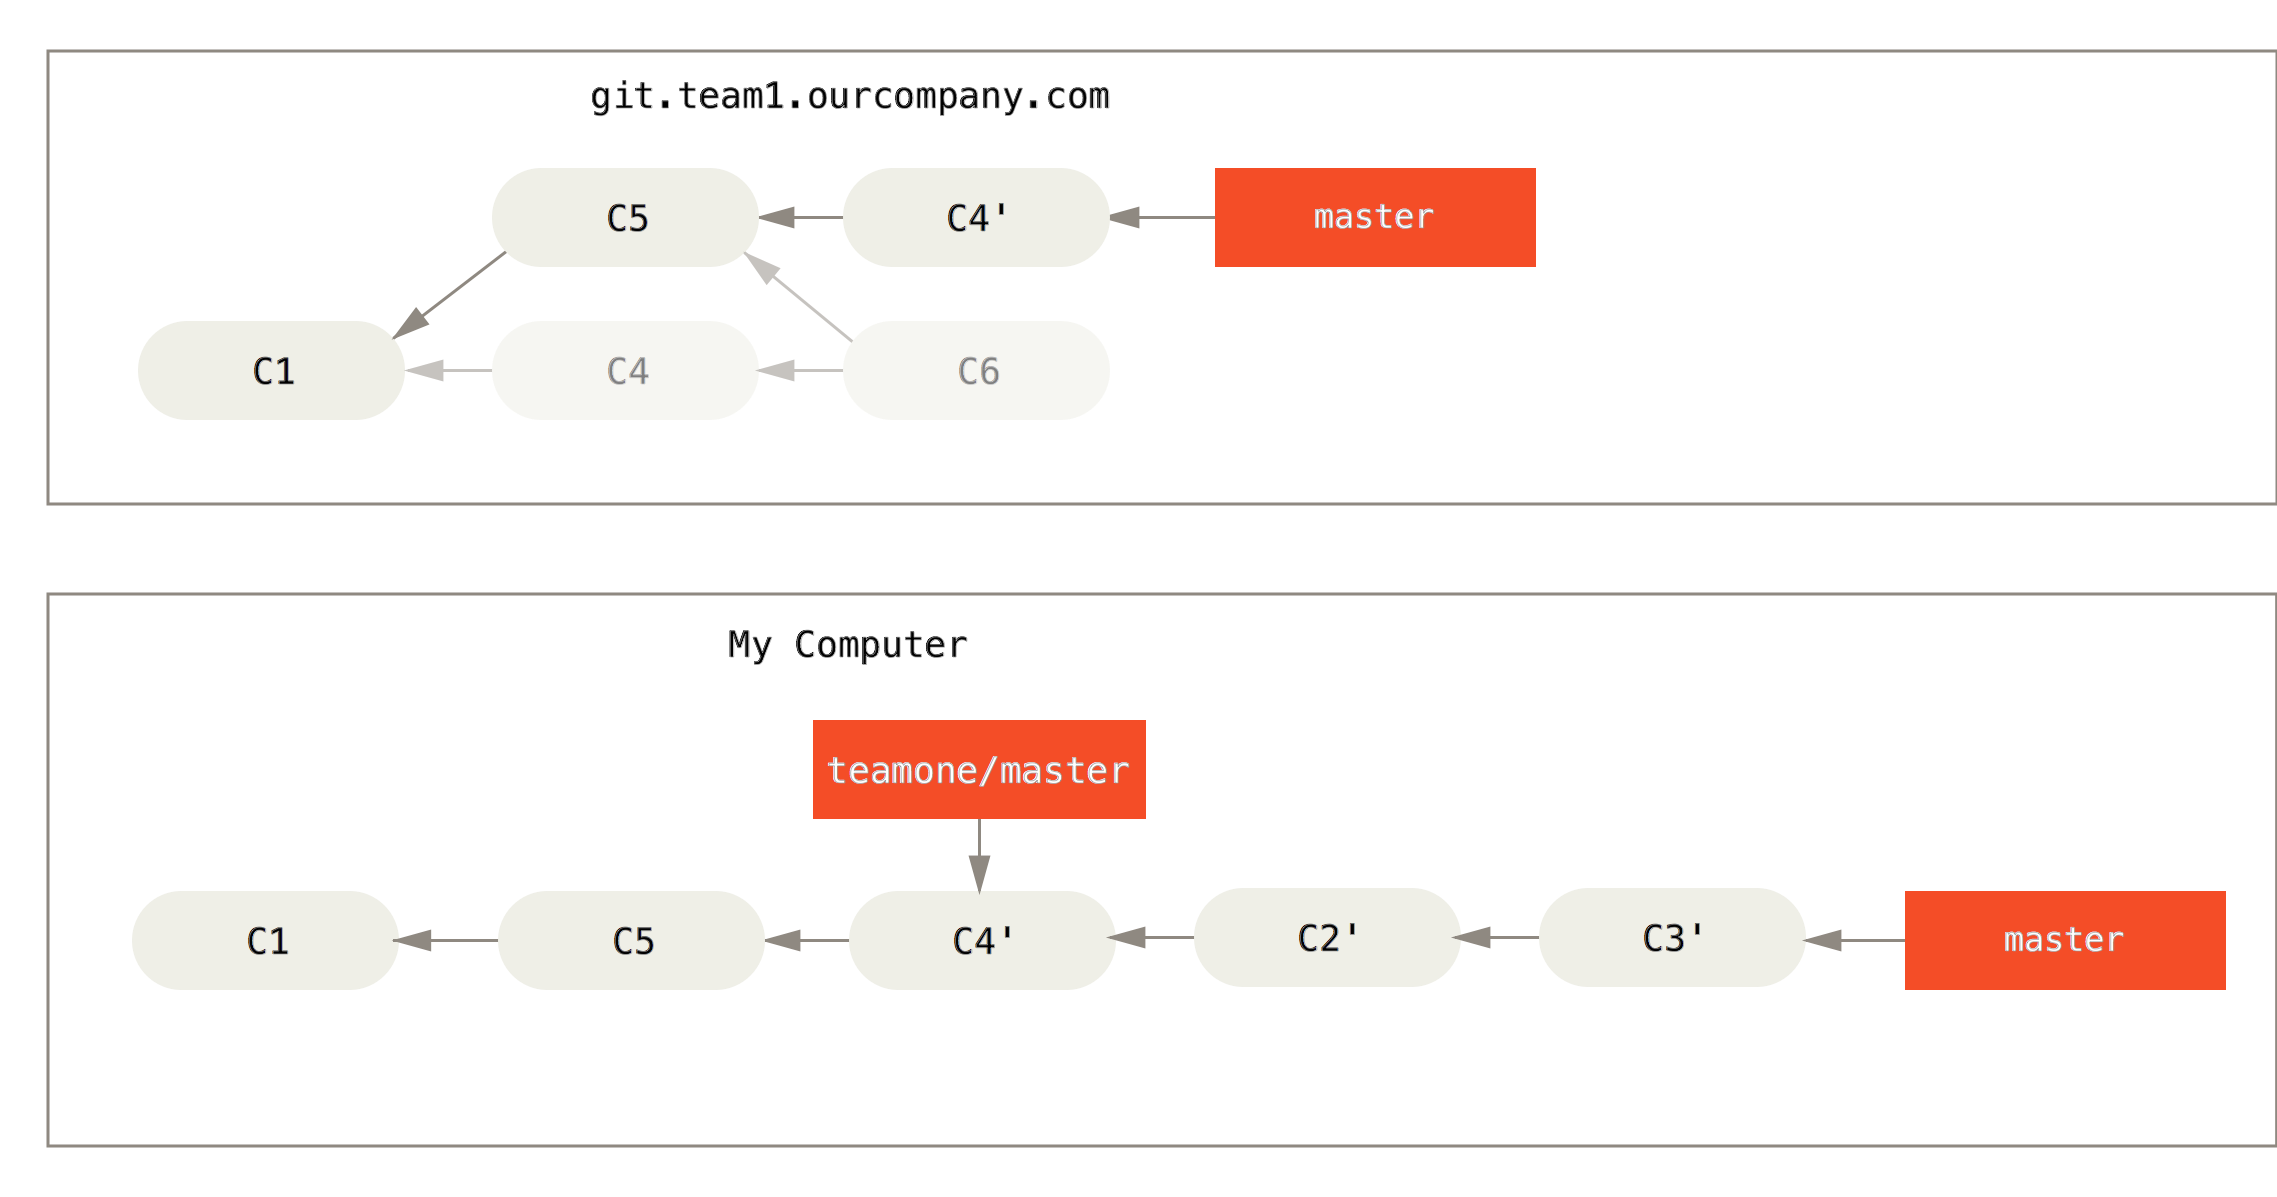 git.team1.ourcompany.com
C5
C4'
master
C1
C4
C6
My Computer
teamone/master
C1
C5
C4'
C2'
C3'
master